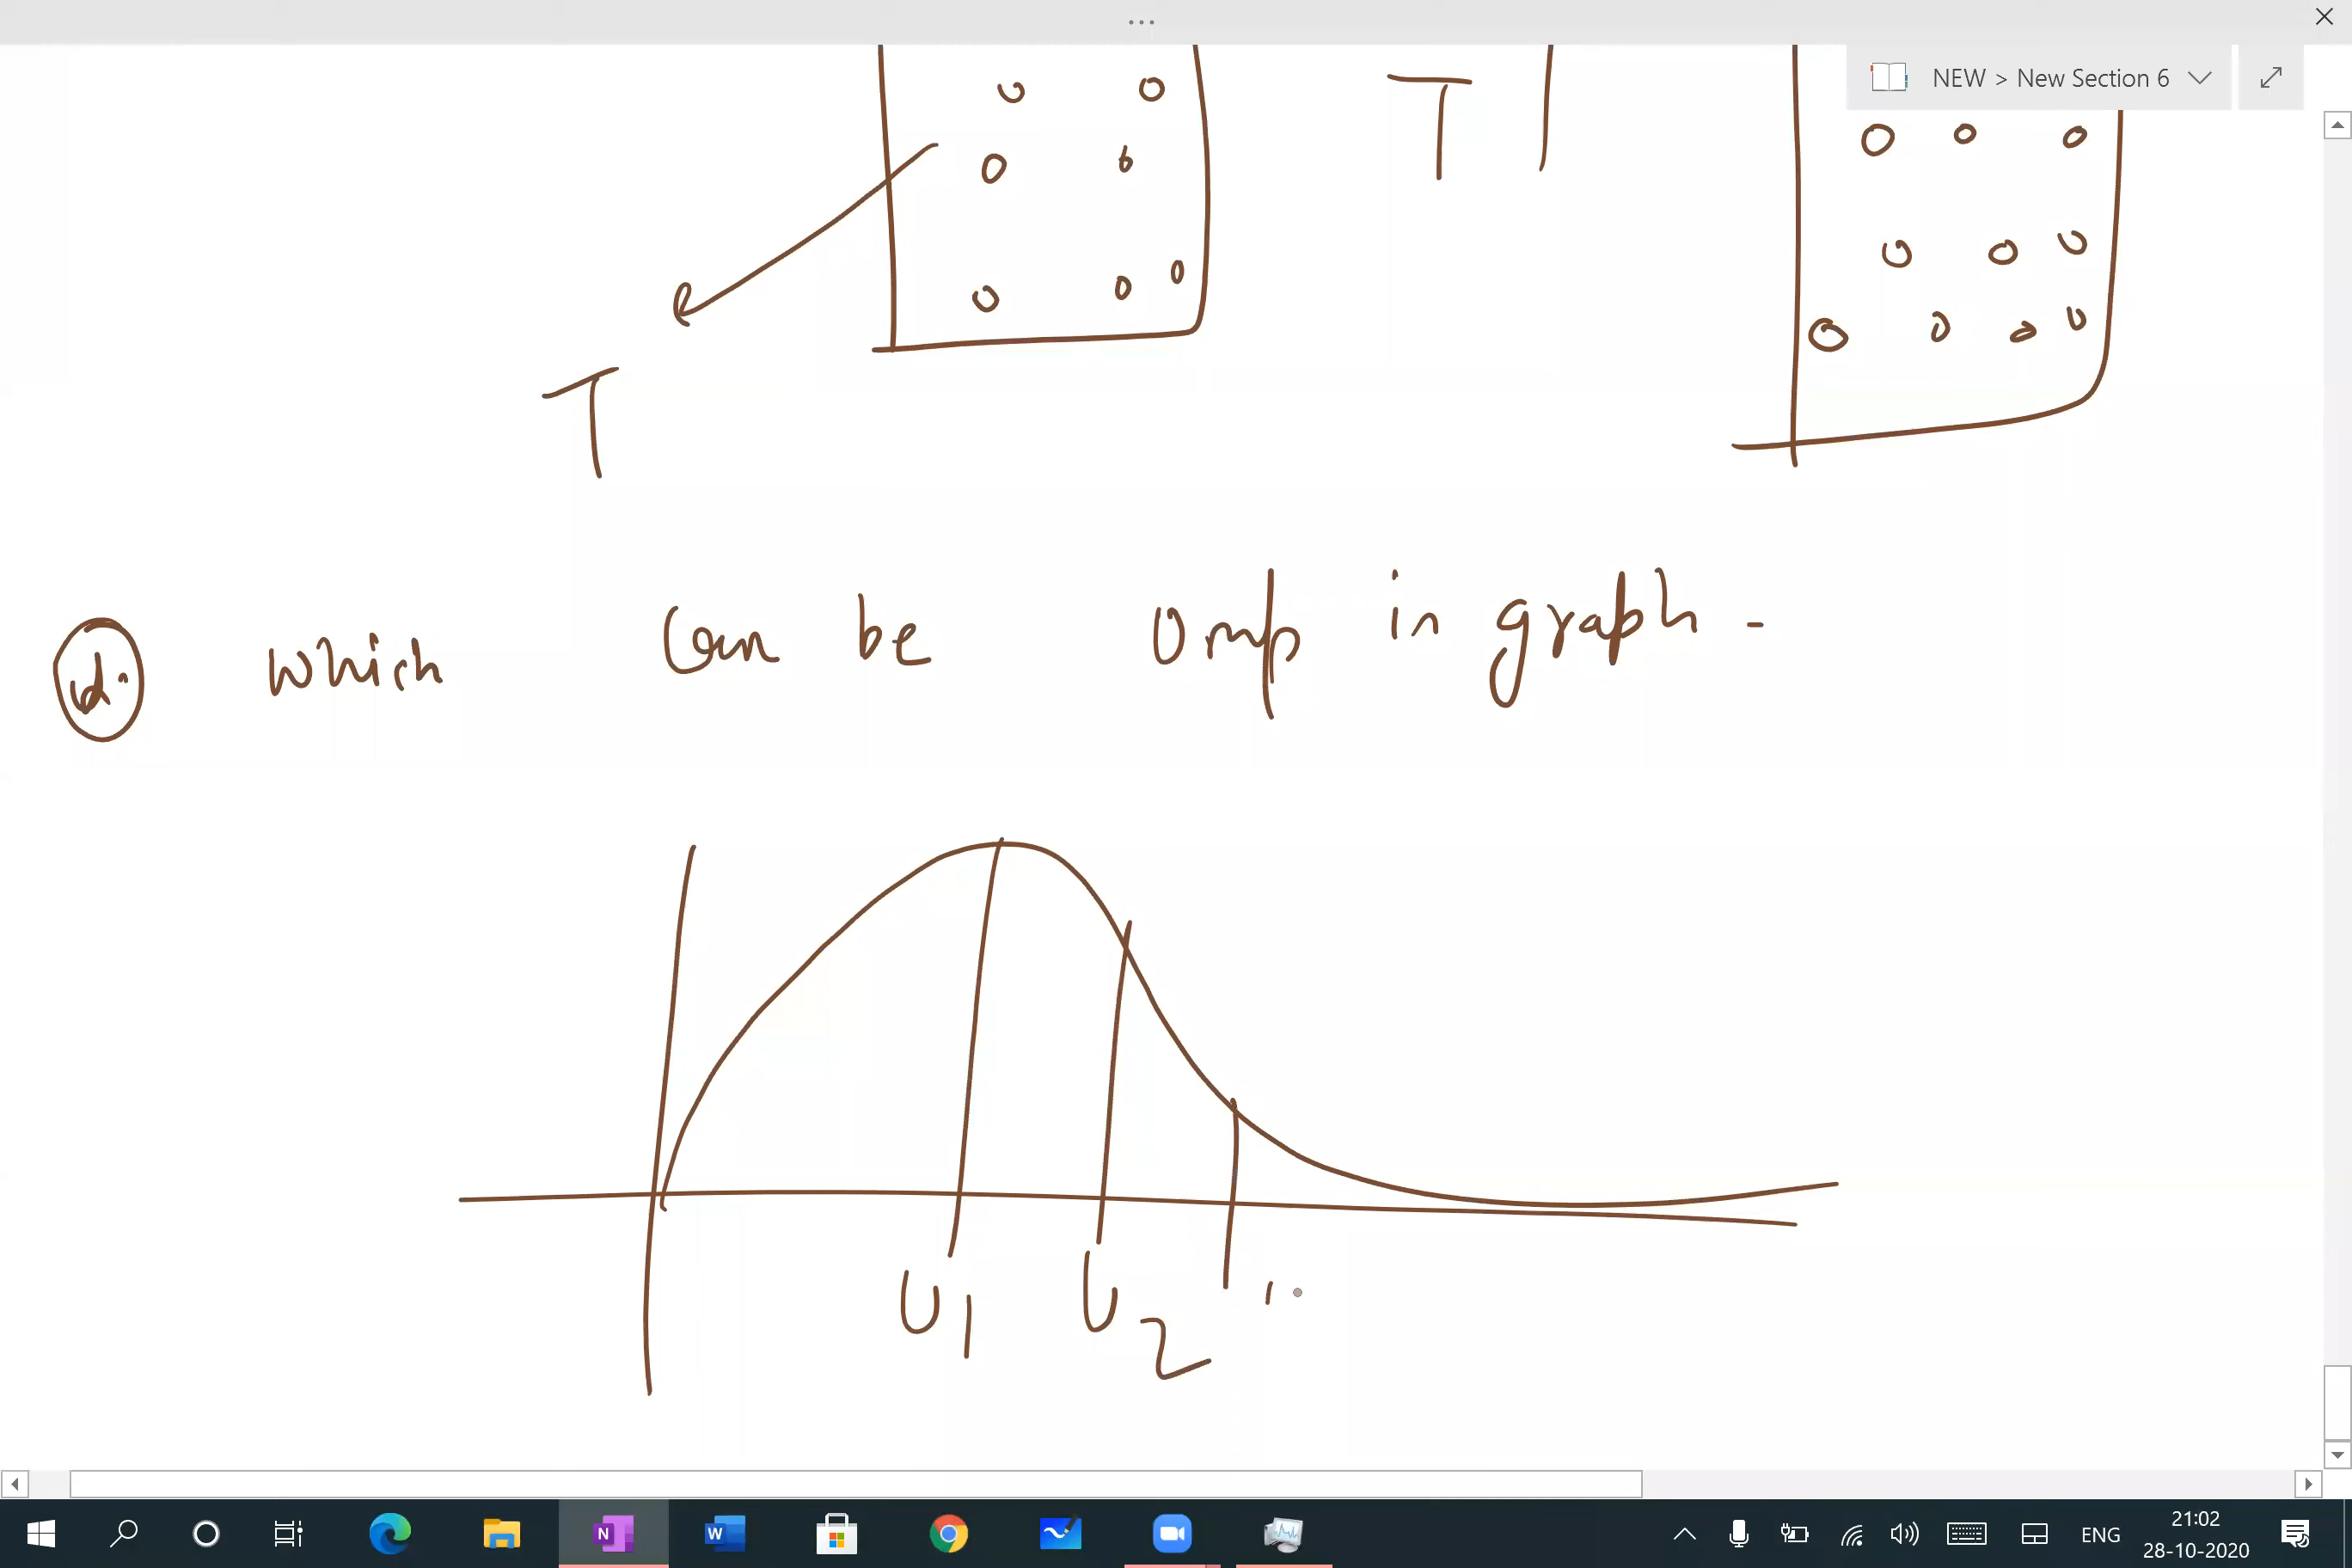 ...
NEW > New Section 6
T
T
Q. which can be Ump in graph -
U1 U2
ENG
21:02
28-10-2020